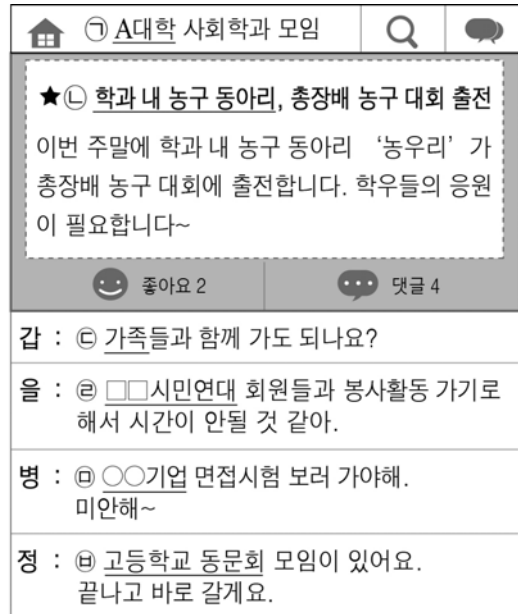 ㉠ A대학 사회학과 모임
★㉡ 학과 내 농구 동아리, 총장배 농구 대회 출전
이번 주말에 학과 내 농구 동아리 ‘농우리’가
총장배 농구 대회에 출전합니다. 학우들의 응원
이 필요합니다~
좋아요 2
댓글 4
갑 : ㉢ 가족들과 함께 가도 되나요?
을 : ㉣ □□시민연대 회원들과 봉사활동 가기로
해서 시간이 안될 것 같아.
병 : ㉤ ○○기업 면접시험 보러 가야해.
미안해~
정 : ㉥ 고등학교 동문회 모임이 있어요.
끝나고 바로 갈게요.